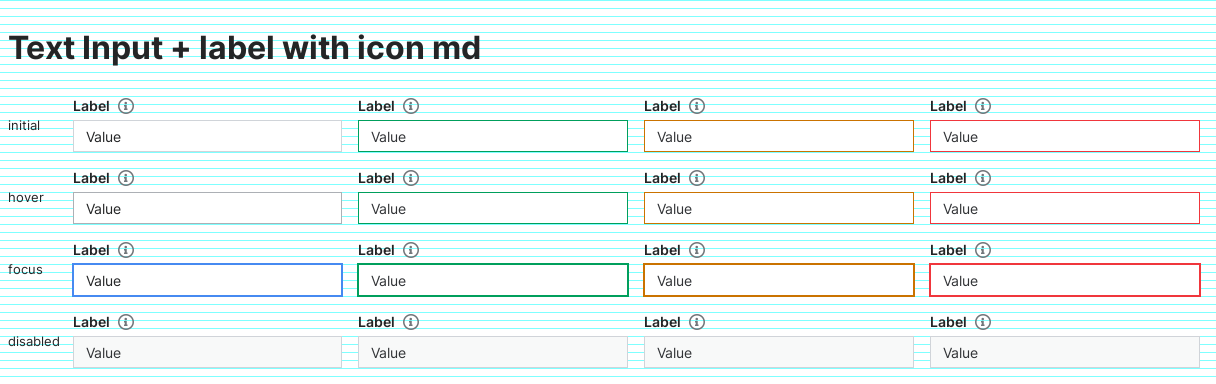 Text Input + label with icon md
Label Label Label Label
initial Value Value Value Value
Label Label Label Label
hover Value Value Value Value
Label Label Label Label
focus Value Value Value Value
Label Label Label Label
disabled Value Value Value Value